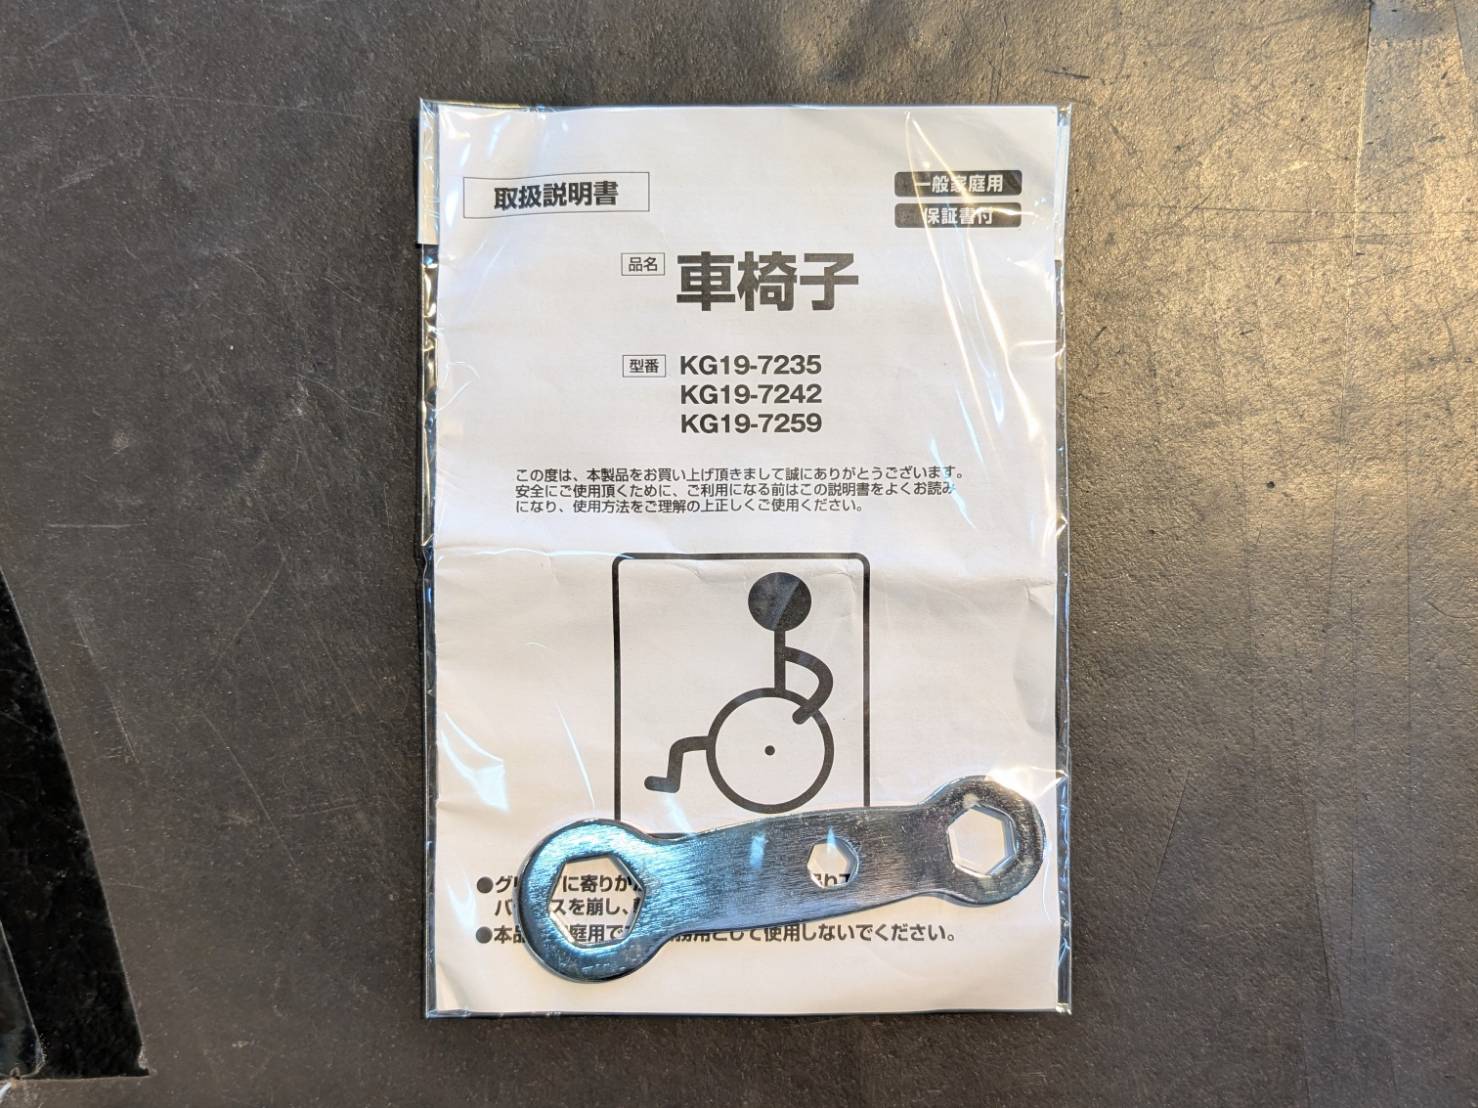 取扱説明書
一般家庭用
保証書付
品名 車椅子
型番 KG19-7235
KG19-7242
KG19-7259
この度は、本製品をお買い上げ頂きまして誠にありがとうございます。
安全にご使用頂くために、ご利用になる前はこの説明書をよくお読み
になり、使用方法をご理解の上正しくご使用ください。
●グ に寄りか
バ スを崩し、
●本品 庭用で 務用として使用しないでください。